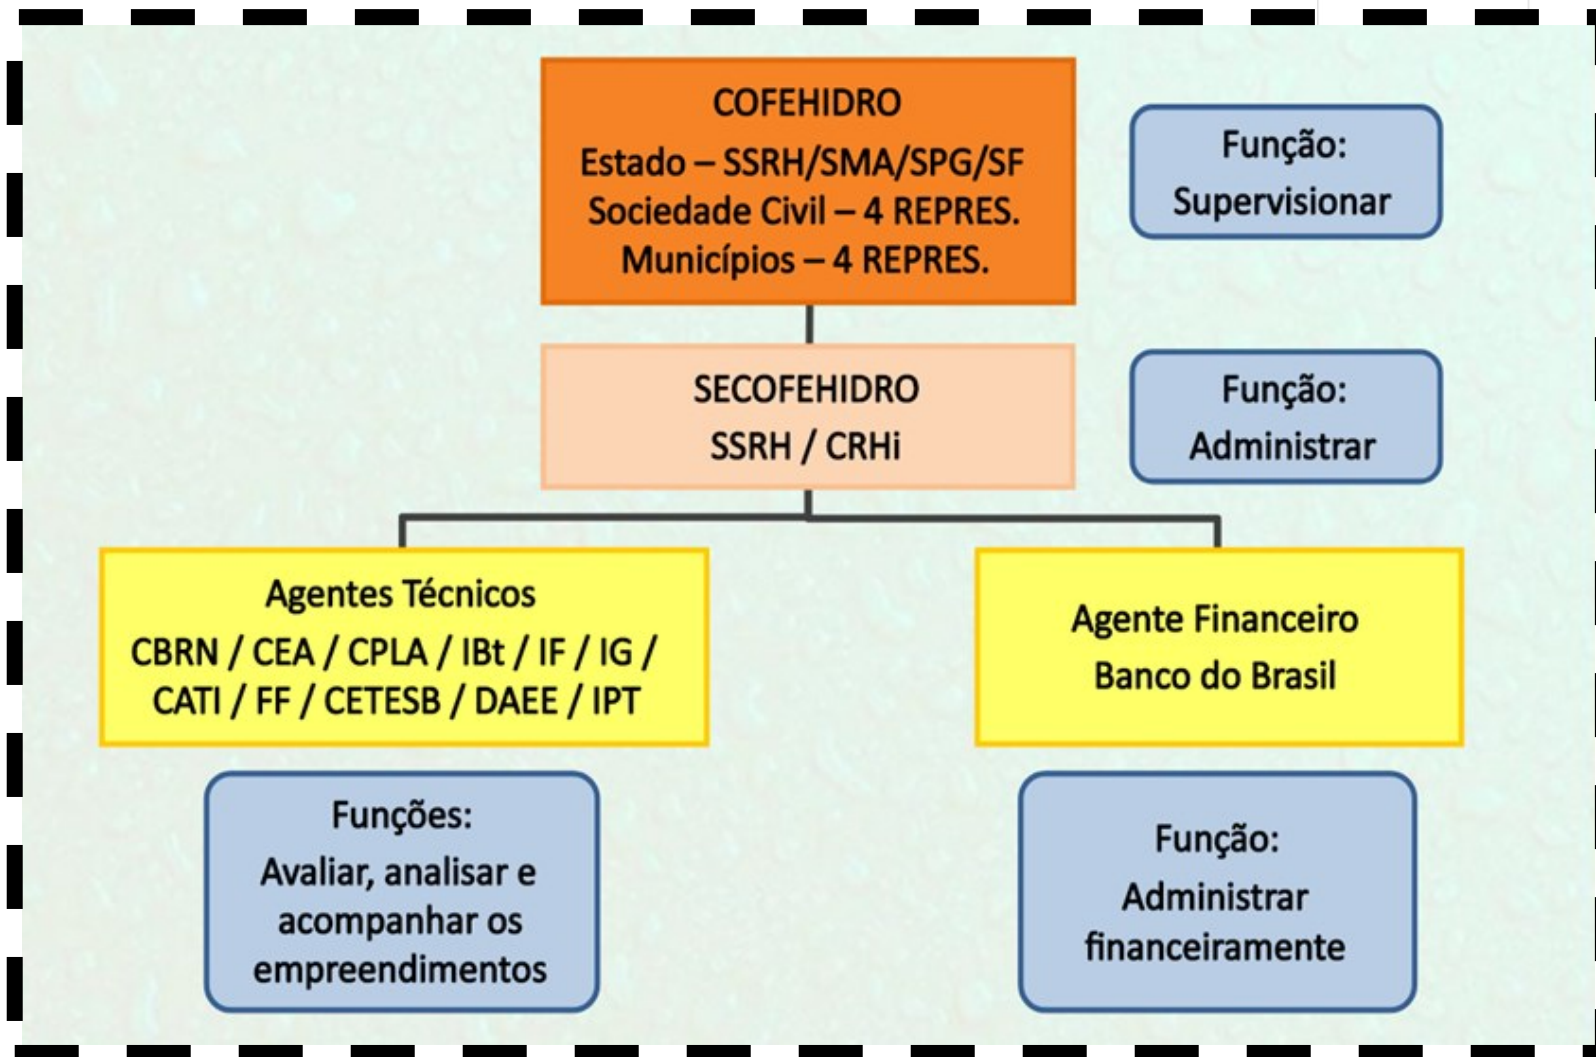 COFEHIDRO
Estado – SSRH/SMA/SPG/SF
Sociedade Civil – 4 REPRES.
Municípios – 4 REPRES.
Função:
Supervisionar
SECOFEHIDRO
SSRH / CRHi
Função:
Administrar
Agentes Técnicos
CBRN / CEA / CPLA / IBt / IF / IG /
CATI / FF / CETESB / DAEE / IPT
Agente Financeiro
Banco do Brasil
Funções:
Avaliar, analisar e
acompanhar os
empreendimentos
Função:
Administrar
financeiramente